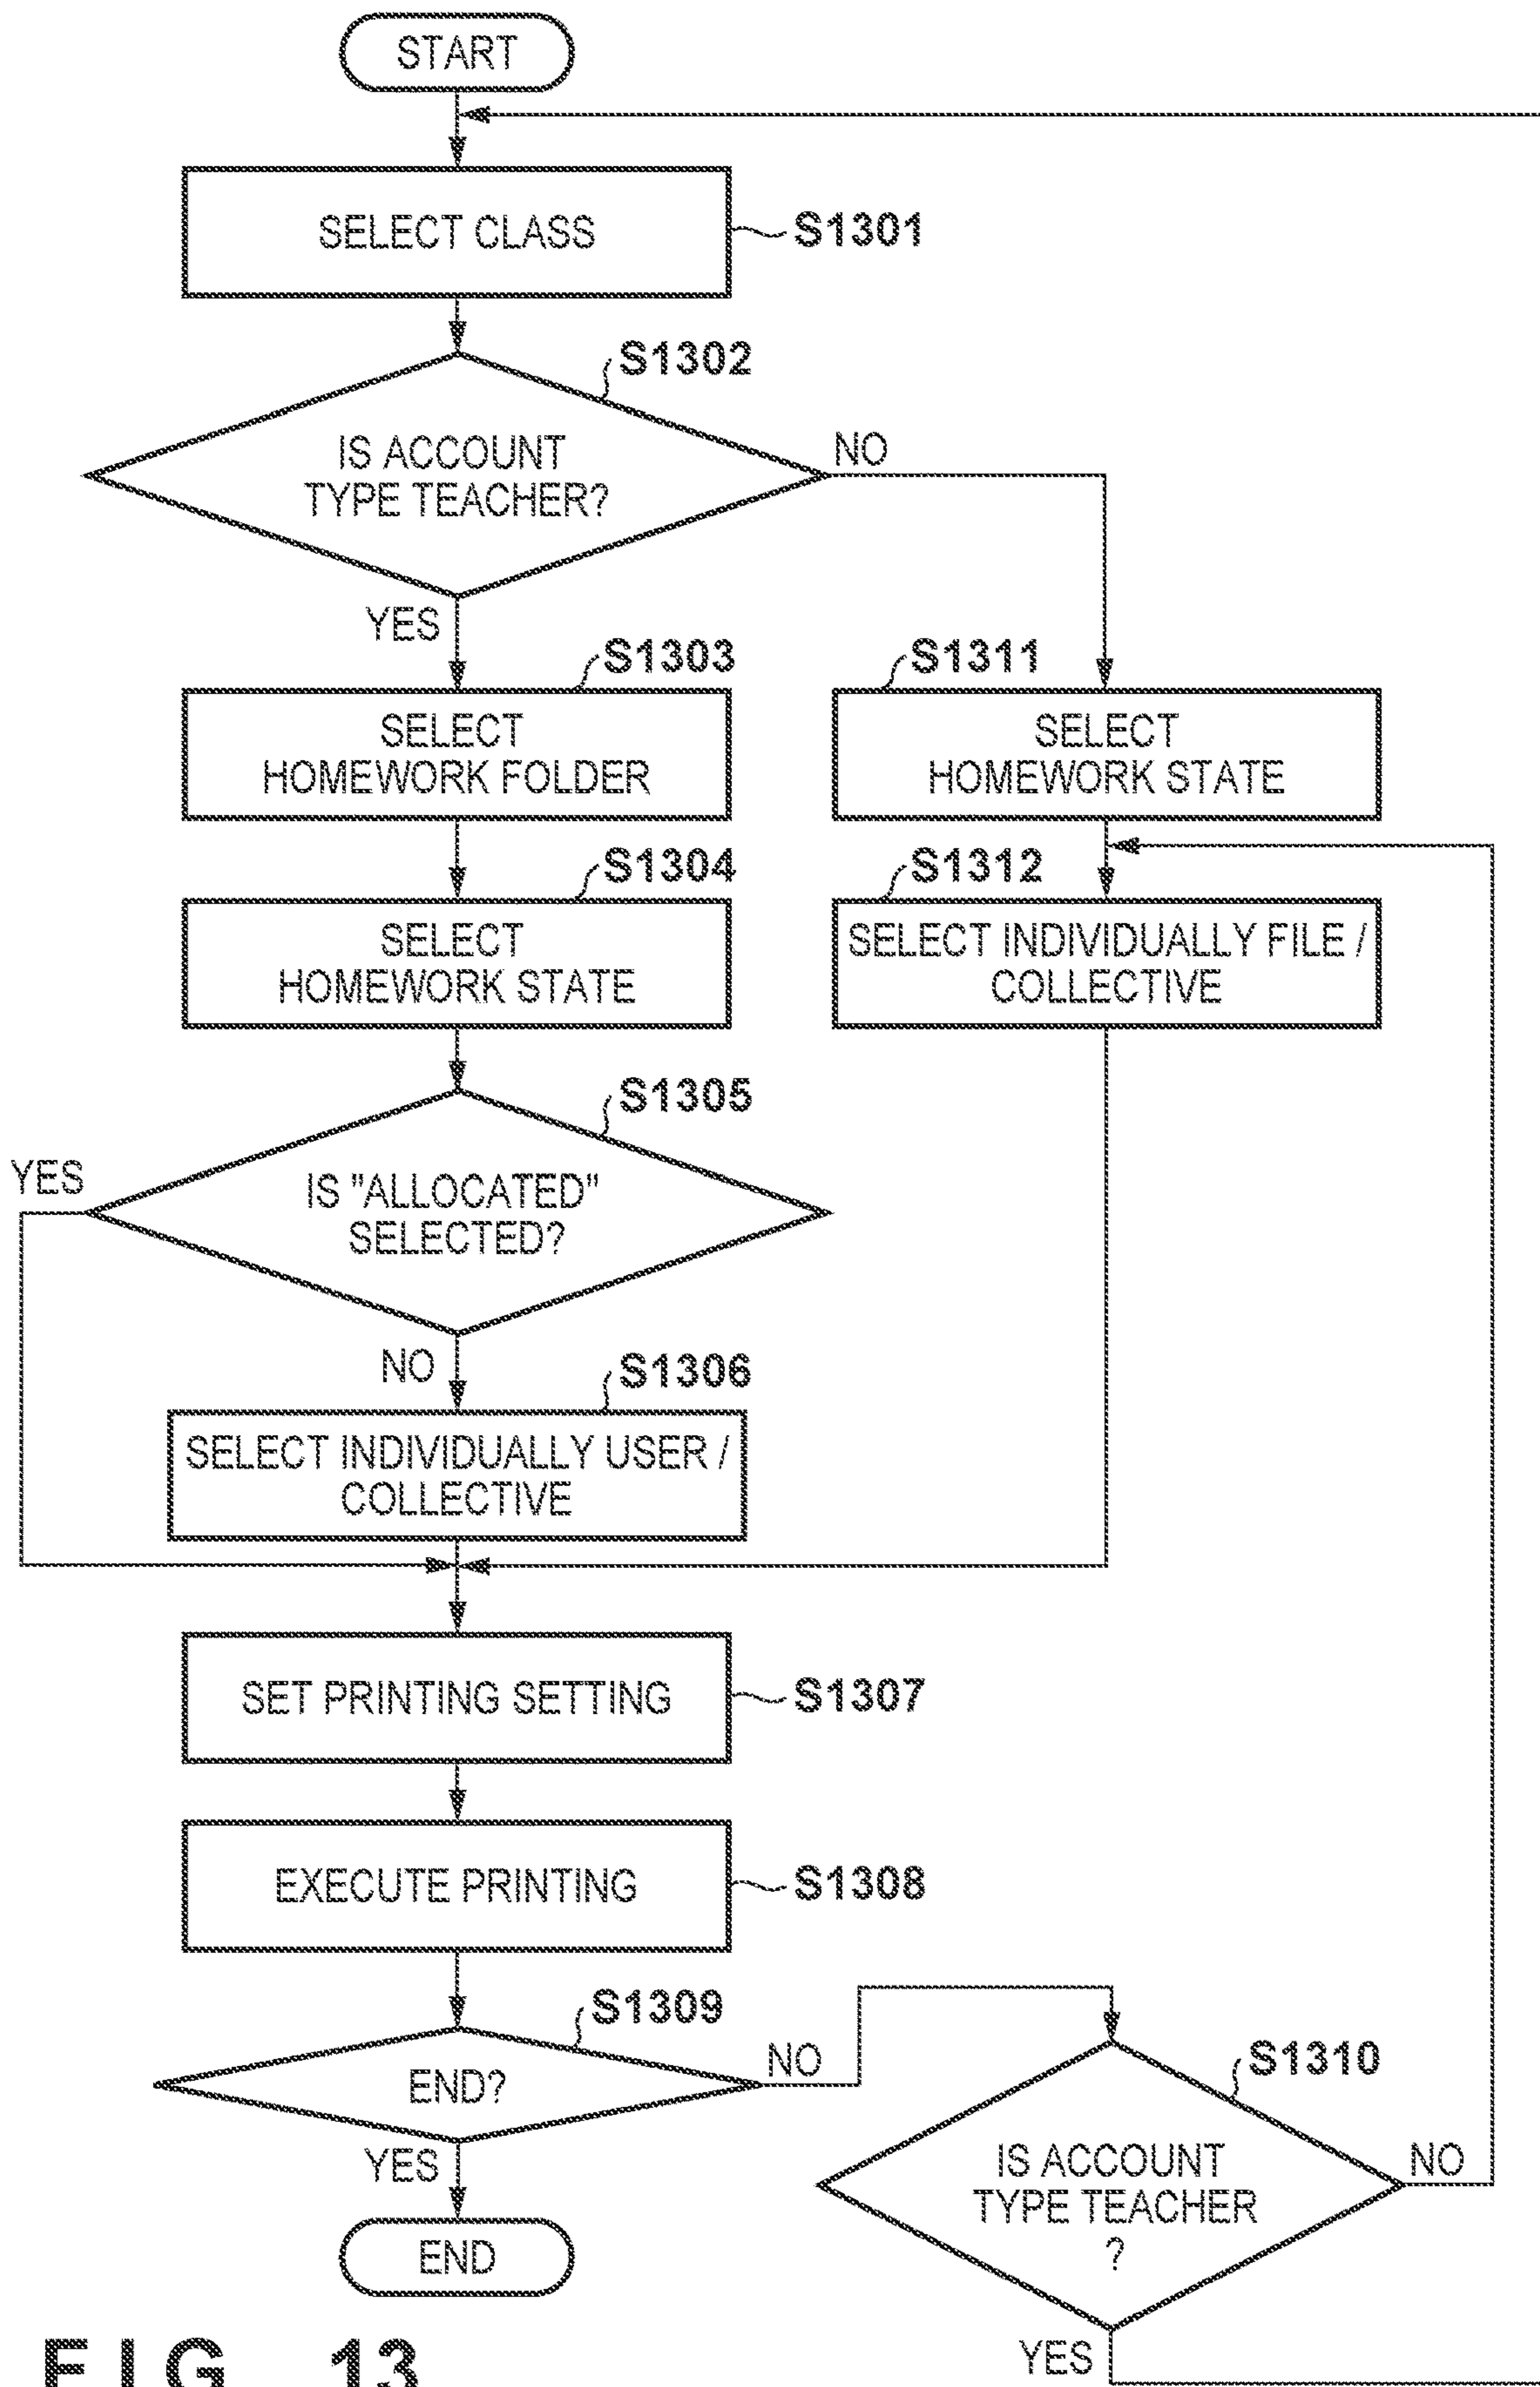 START
SELECT CLASS
S1301
S1302
IS ACCOUNT
TYPE TEACHER?
NO
YES
S1303
SELECT
HOMEWORK FOLDER
S1311
SELECT
HOMEWORK STATE
S1304
SELECT
HOMEWORK STATE
S1312
SELECT INDIVIDUALLY FILE /
COLLECTIVE
S1305
YES
IS "ALLOCATED"
SELECTED?
NO
S1306
SELECT INDIVIDUALLY USER /
COLLECTIVE
SET PRINTING SETTING
S1307
EXECUTE PRINTING
S1308
S1309
END?
NO
YES
END
S1310
IS ACCOUNT
TYPE TEACHER
?
NO
YES
FIG. 13